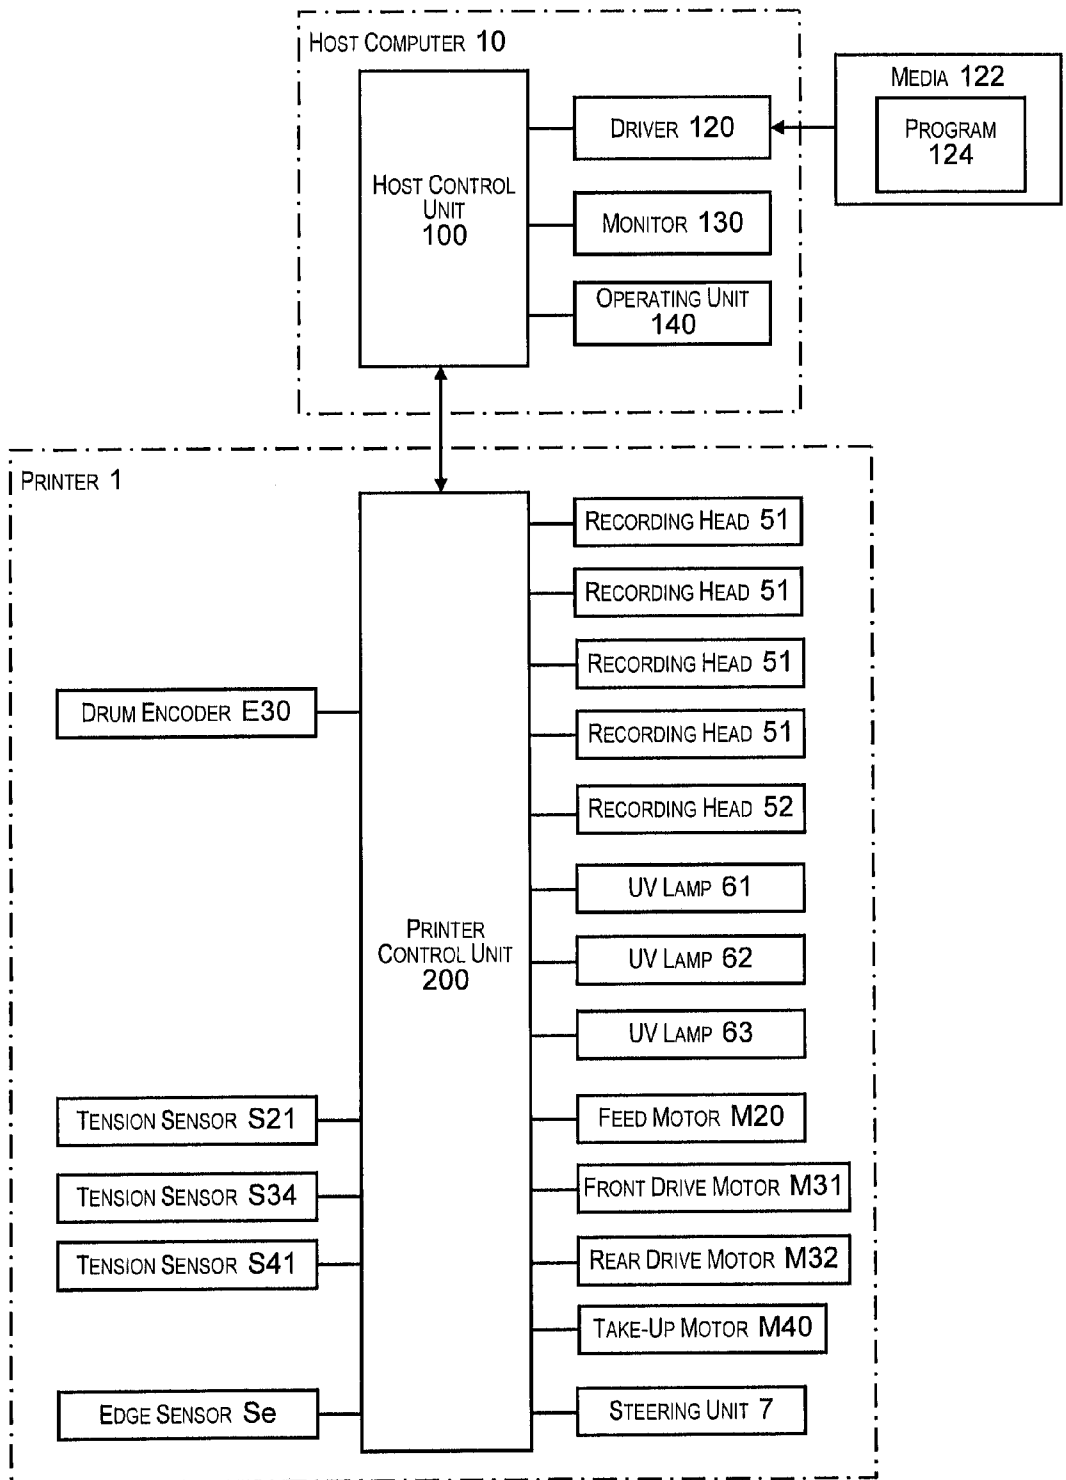 HOST COMPUTER 10
HOST CONTROL
UNIT
100
DRIVER 120
MONITOR 130
OPERATING UNIT
140
MEDIA 122
PROGRAM
124
PRINTER 1
PRINTER
CONTROL UNIT
200
DRUM ENCODER E30
TENSION SENSOR S21
TENSION SENSOR S34
TENSION SENSOR S41
EDGE SENSOR Se
RECORDING HEAD 51
RECORDING HEAD 51
RECORDING HEAD 51
RECORDING HEAD 51
RECORDING HEAD 52
UV LAMP 61
UV LAMP 62
UV LAMP 63
FEED MOTOR M20
FRONT DRIVE MOTOR M31
REAR DRIVE MOTOR M32
TAKE-UP MOTOR M40
STEERING UNIT 7